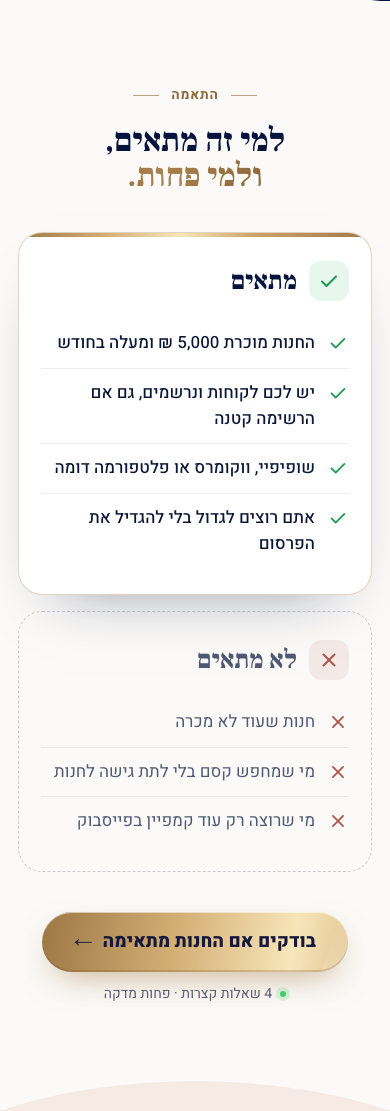 התאמה
למי זה מתאים,
ולמי פחות.
מתאים
החנות מוכרת 5,000 ₪ ומעלה בחודש
יש לכם לקוחות ונרשמים, גם אם
הרשימה קטנה
שופיפיי, ווקומרס או פלטפורמה דומה
אתם רוצים לגדול בלי להגדיל את
הפרסום
לא מתאים
חנות שעוד לא מכרה
מי שמחפש קסם בלי לתת גישה לחנות
מי שרוצה רק עוד קמפיין בפייסבוק
בודקים אם החנות מתאימה ←
4 שאלות קצרות · פחות מדקה